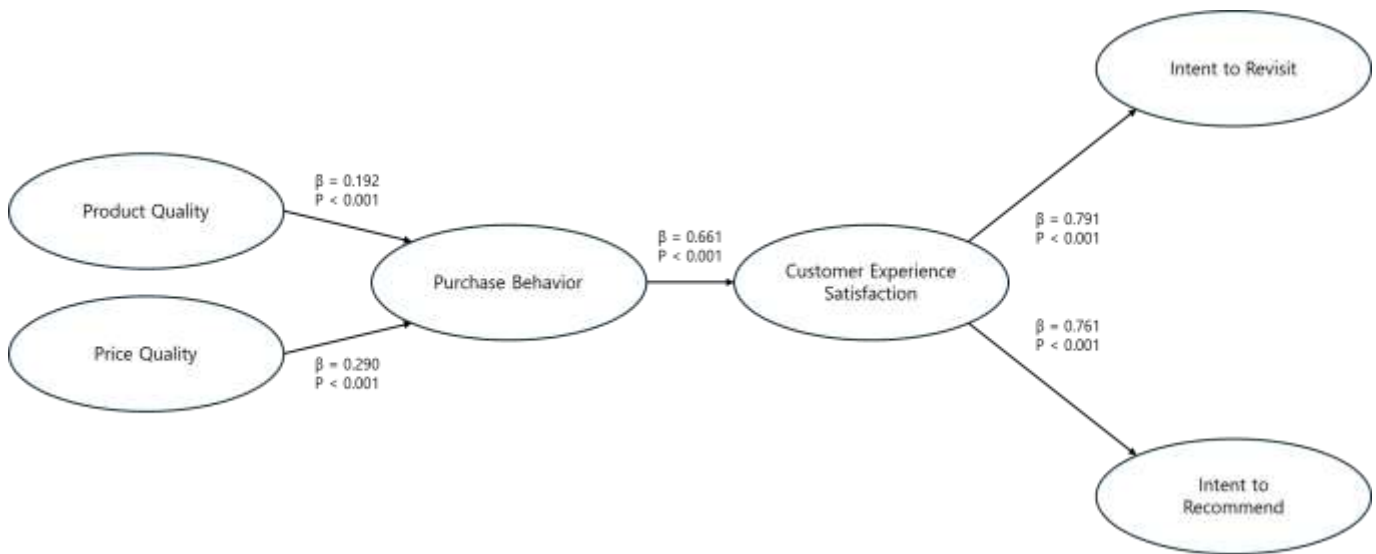 Intent to Revisit
β = 0.192
P < 0.001
Product Quality
β = 0.791
P < 0.001
β = 0.661
P < 0.001
Purchase Behavior
Customer Experience
Satisfaction
Price Quality
β = 0.290
P < 0.001
β = 0.761
P < 0.001
Intent to
Recommend